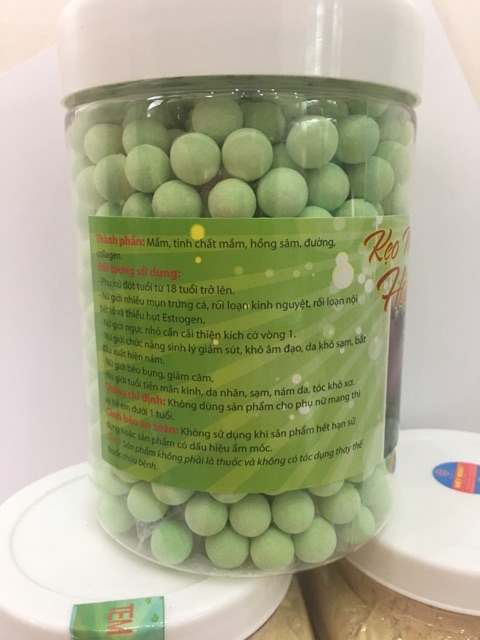 Thành phần: Mầm, tinh chất mầm, hồng sâm, đường,
collagen.
Đối tượng sử dụng:
- Phụ nữ đột tuổi từ 18 tuổi trở lên.
- Nữ giới nhiều mụn trứng cá, rối loạn kinh nguyệt, rối loạn nội
tiết tố và thiếu hụt Estrogen.
- Nữ giới ngực nhỏ cần cải thiện kích cỡ vòng 1.
- Nữ giới chức năng sinh lý giảm sút, khô âm đạo, da khô sạm, bắt
đầu xuất hiện nám.
- Nữ giới béo bụng, giảm cân.
- Nữ giới tuổi tiền mãn kinh, da nhăn, sạm, nám da, tóc khô xơ.
Chống chỉ định: Không dùng sản phẩm cho phụ nữ mang thai
và trẻ em dưới 1 tuổi.
Cảnh báo an toàn: Không sử dụng khi sản phẩm hết hạn sử
dụng hoặc sản phẩm có dấu hiệu ẩm mốc.
Sản phẩm không phải là thuốc và không có tác dụng thay thế
thuốc chữa bệnh.
Kẹo
TEM